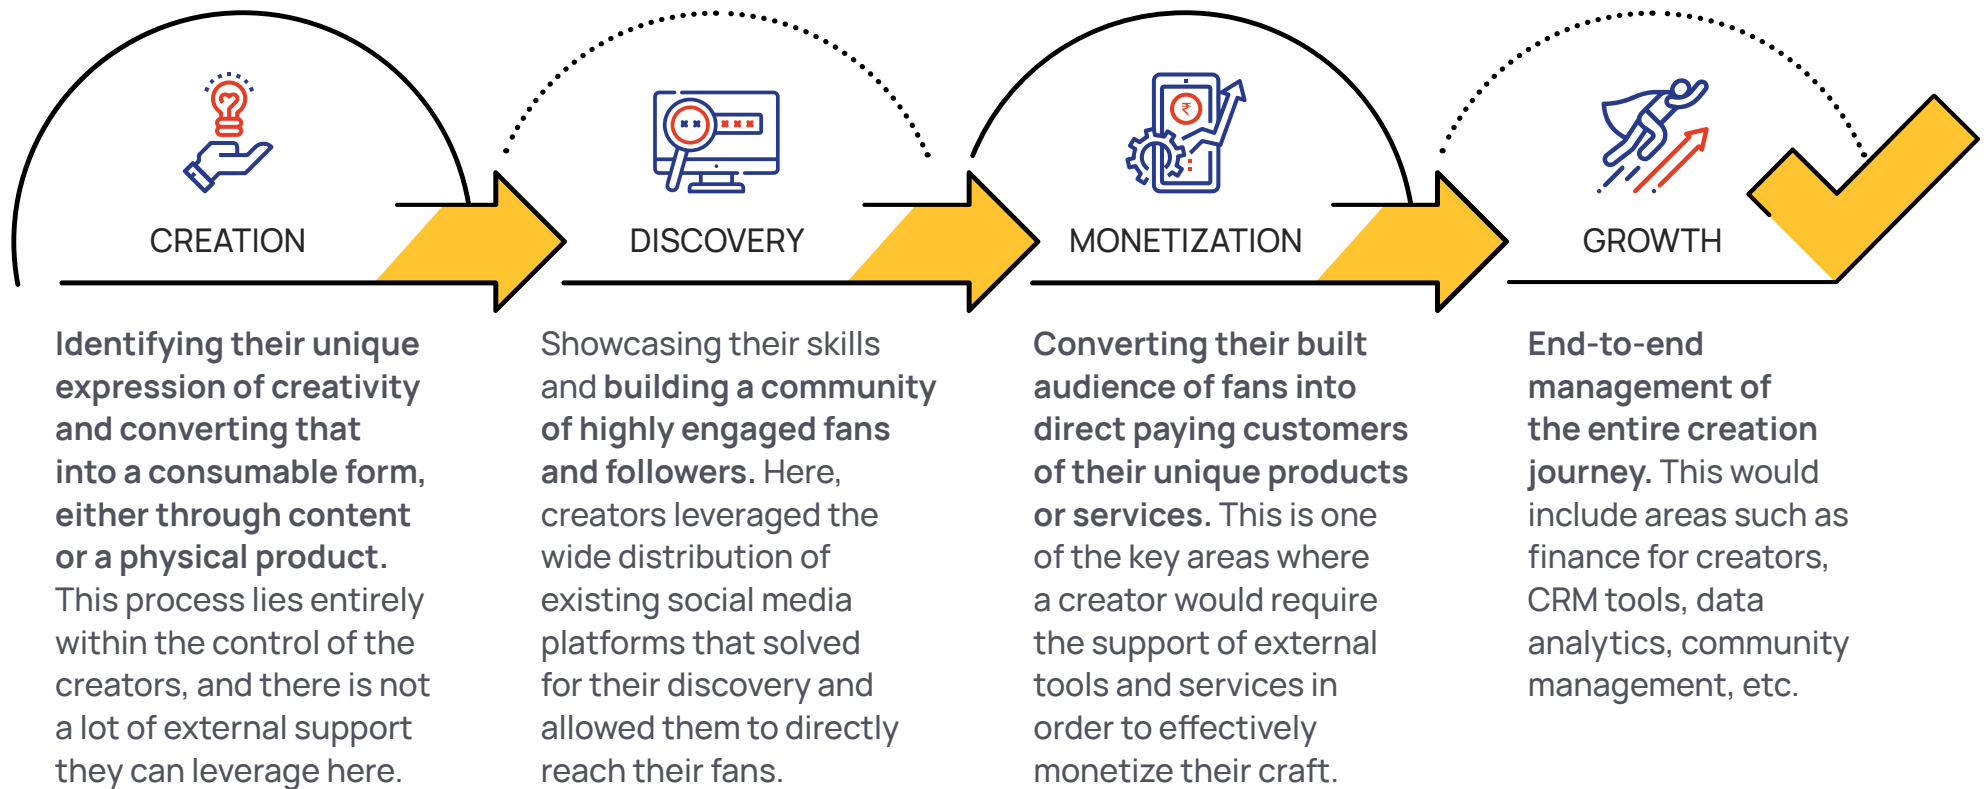 CREATION
Identifying their unique
expression of creativity
and converting that
into a consumable form,
either through content
or a physical product.
This process lies entirely
within the control of the
creators, and there is not
a lot of external support
they can leverage here.
DISCOVERY
Showcasing their skills
and building a community
of highly engaged fans
and followers. Here,
creators leveraged the
wide distribution of
existing social media
platforms that solved
for their discovery and
allowed them to directly
reach their fans.
₹
MONETIZATION
Converting their built
audience of fans into
direct paying customers
of their unique products
or services. This is one
of the key areas where
a creator would require
the support of external
tools and services in
order to effectively
monetize their craft.
GROWTH
End-to-end
management of
the entire creation
journey. This would
include areas such as
finance for creators,
CRM tools, data
analytics, community
management, etc.